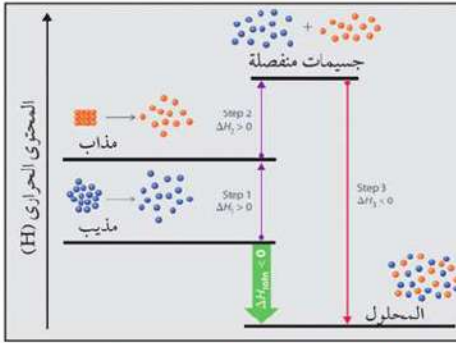 +
جسيمات منفصلة
Step 2
ΔH₂ > 0
مذاب
Step 1
ΔH₁ > 0
مذيب
Step 3
ΔH₃ < 0
ΔHsoln < 0
المحلول
المحتوى الحرارى (H)